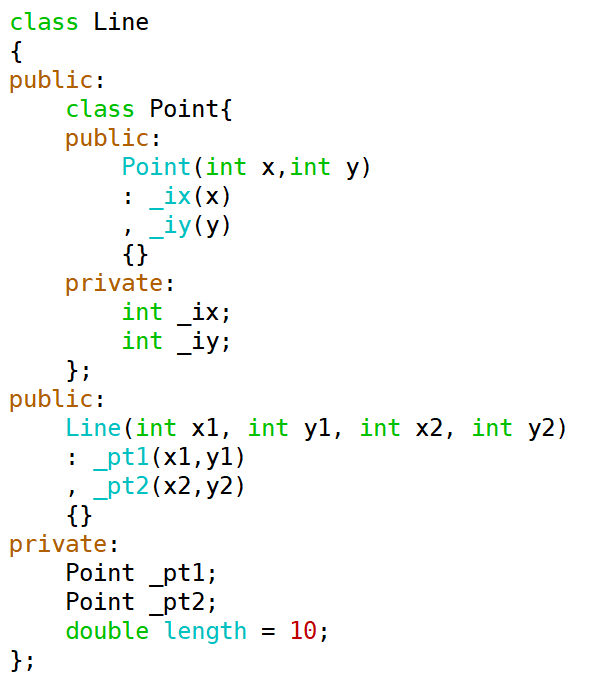 class Line
{
public:
    class Point{
    public:
        Point(int x,int y)
        : _ix(x)
        , _iy(y)
        {}
    private:
        int _ix;
        int _iy;
    };
public:
    Line(int x1, int y1, int x2, int y2)
    : _pt1(x1,y1)
    , _pt2(x2,y2)
    {}
private:
    Point _pt1;
    Point _pt2;
    double length = 10;
};